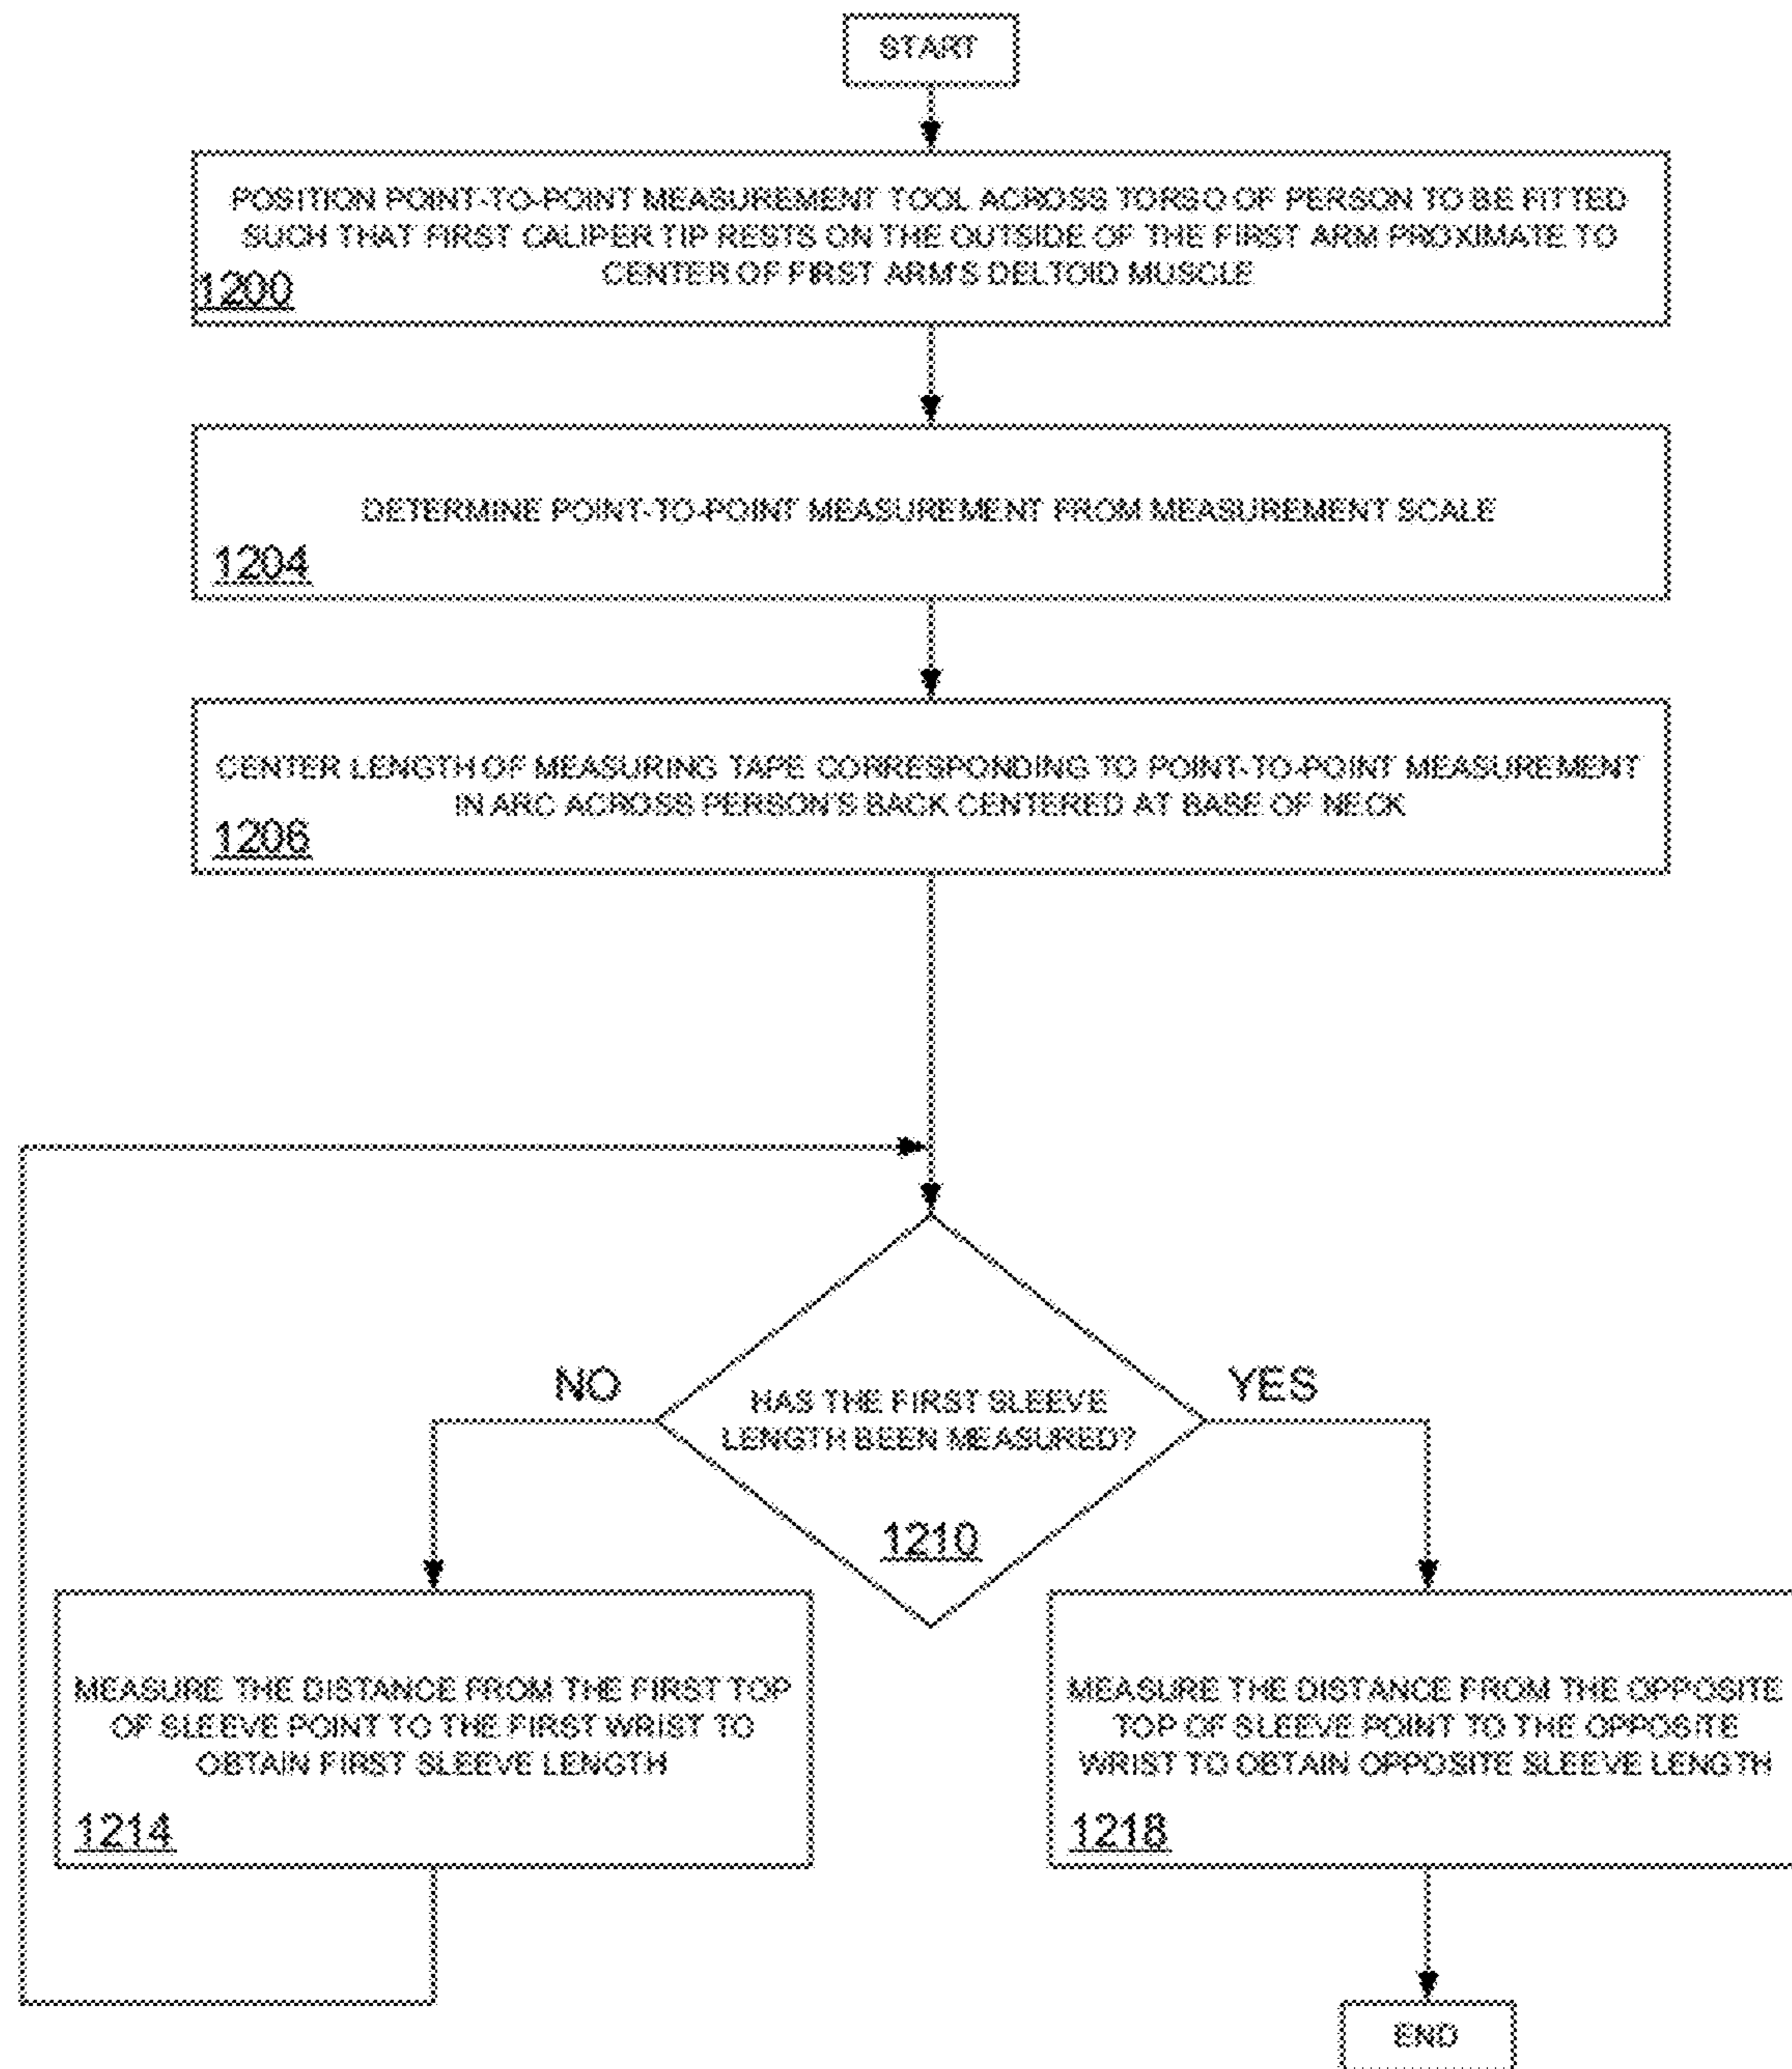 START
POSITION POINT-TO-POINT MEASUREMENT TOOL ACROSS TORSO OF PERSON TO BE FITTED
SUCH THAT FIRST CALIPER TIP RESTS ON THE OUTSIDE OF THE FIRST ARM PROXIMATE TO
CENTER OF FIRST ARM'S DELTOID MUSCLE
1200
DETERMINE POINT-TO-POINT MEASUREMENT FROM MEASUREMENT SCALE
1204
CENTER LENGTH OF MEASURING TAPE CORRESPONDING TO POINT-TO-POINT MEASUREMENT
IN ARC ACROSS PERSON'S BACK CENTERED AT BASE OF NECK
1206
NO
YES
HAS THE FIRST SLEEVE
LENGTH BEEN MEASURED?
1210
MEASURE THE DISTANCE FROM THE FIRST TOP
OF SLEEVE POINT TO THE FIRST WRIST TO
OBTAIN FIRST SLEEVE LENGTH
1214
MEASURE THE DISTANCE FROM THE OPPOSITE
TOP OF SLEEVE POINT TO THE OPPOSITE
WRIST TO OBTAIN OPPOSITE SLEEVE LENGTH
1218
END